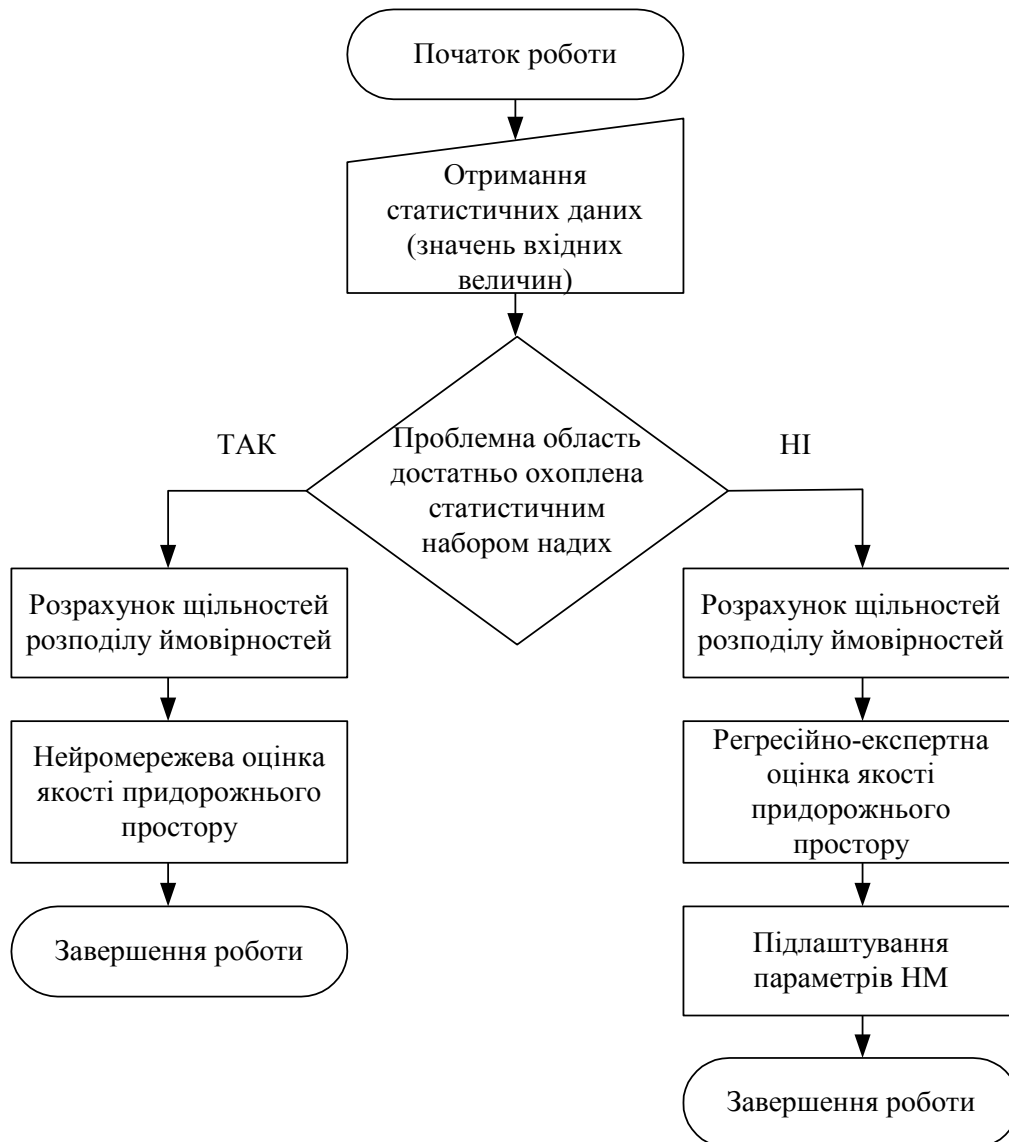 Початок роботи
Отримання
статистичних даних
(значень вхідних
величин)
ТАК
НІ
Проблемна область
достатньо охоплена
статистичним
набором надих
Розрахунок щільностей
розподілу ймовірностей
Нейромережева оцінка
якості придорожнього
простору
Завершення роботи
Розрахунок щільностей
розподілу ймовірностей
Регресійно-експертна
оцінка якості
придорожнього
простору
Підлаштування
параметрів НМ
Завершення роботи